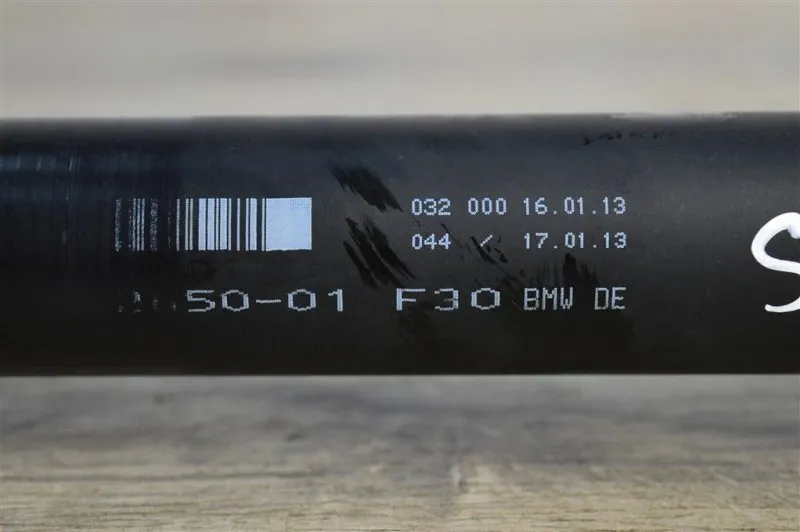 032 000 16.01.13
044 / 17.01.13
50-01 F30 BMW DE
S